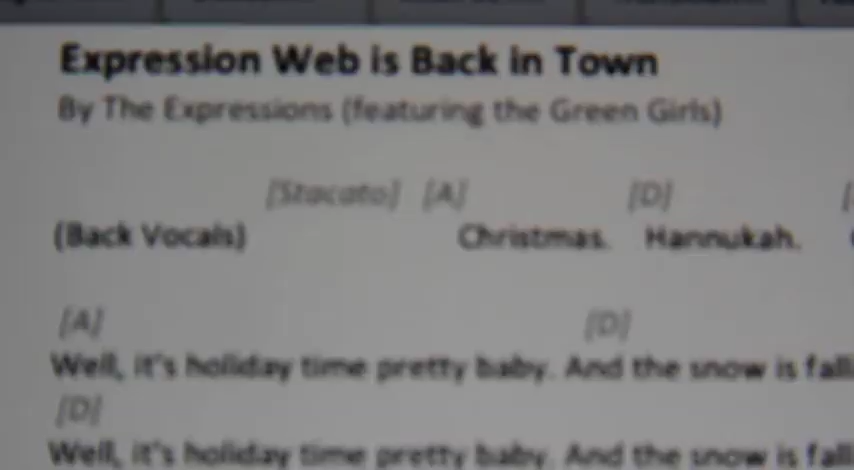 Expression Web is Back in Town
By The Expressions (featuring the Green Girls)
[Stacato] [A] [D]
(Back Vocals) Christmas. Hannukah.
[A] [D]
Well, it's holiday time pretty baby. And the snow is falli
[D]
Well, it's holiday time pretty baby. And the snow is falli